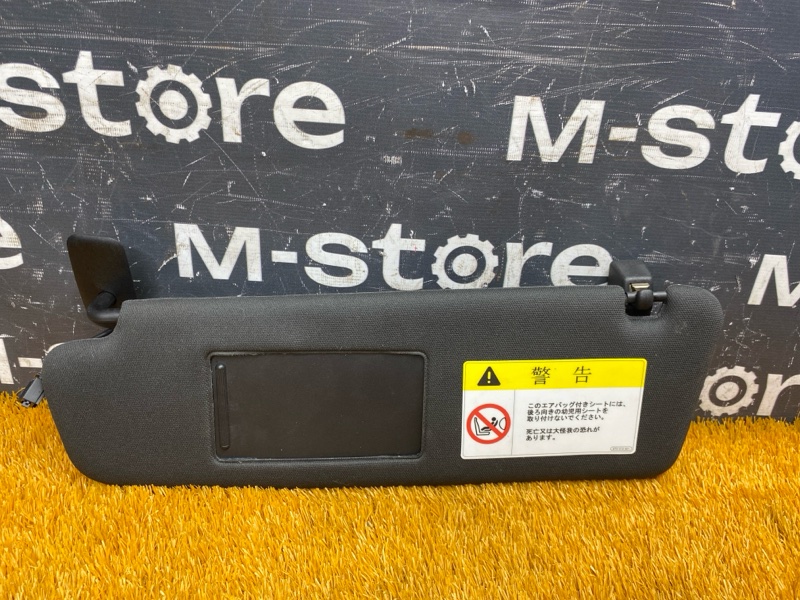 store
M-sto
M-store
M-s
警告
このエアバッグ付きシートには、
後ろ向きの幼児用シートを
取り付けないでください。
死亡又は大怪我の恐れが
あります。